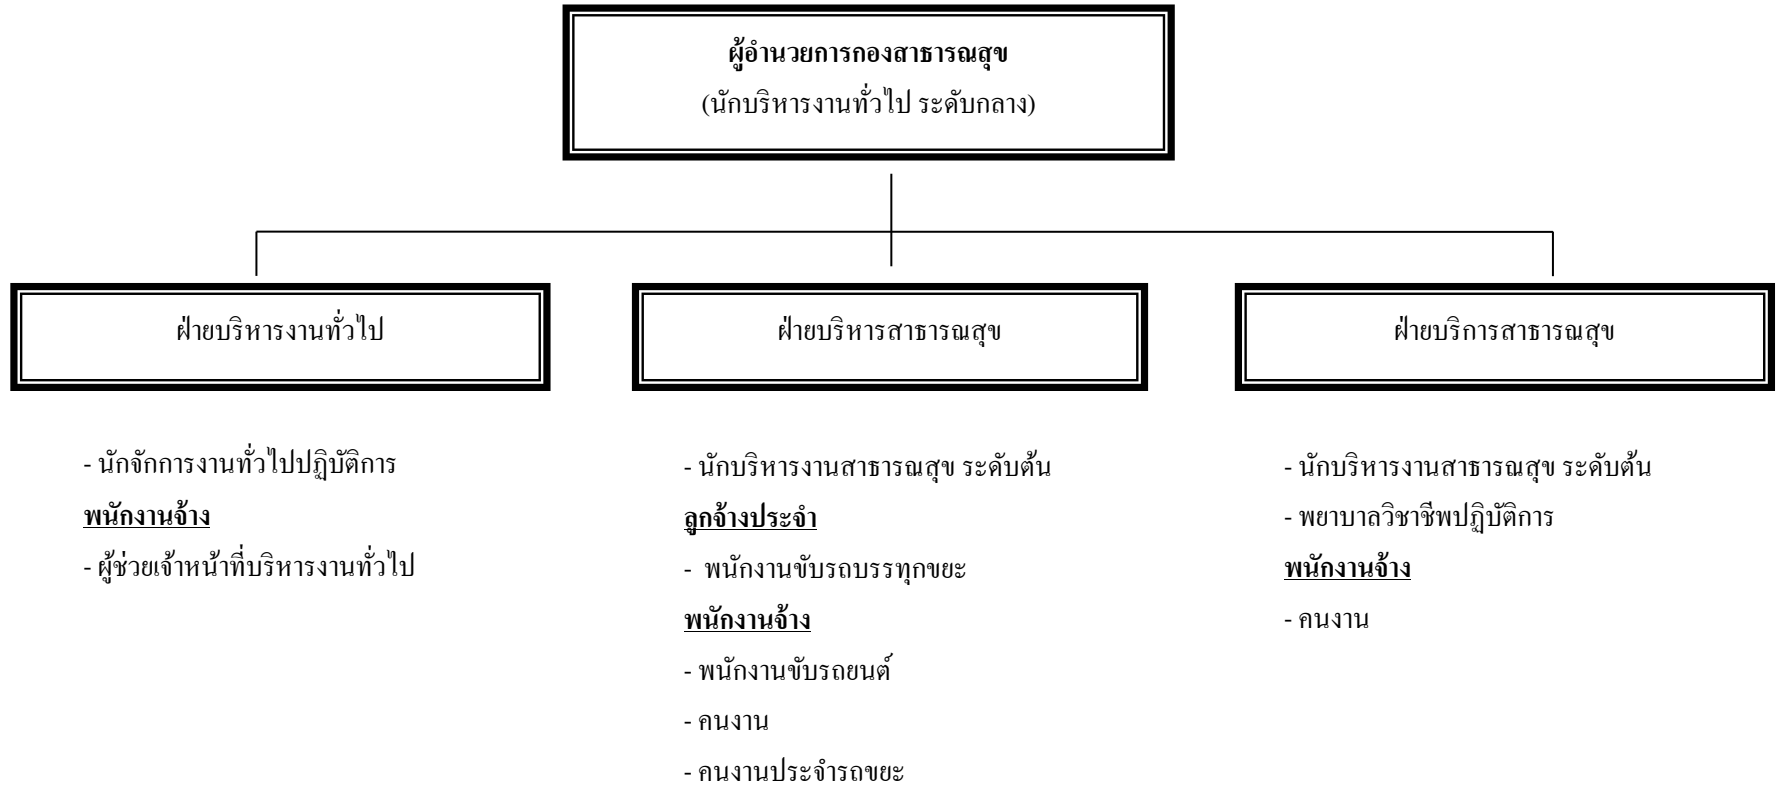 ผู้อำนวยการกองสาธารณสุข
(นักบริหารงานทั่วไป ระดับกลาง)
ฝ่ายบริหารงานทั่วไป
- นักจักการงานทั่วไปปฏิบัติการ
พนักงานจ้าง
- ผู้ช่วยเจ้าหน้าที่บริหารงานทั่วไป
ฝ่ายบริหารสาธารณสุข
- นักบริหารงานสาธารณสุข ระดับต้น
ลูกจ้างประจำ
- พนักงานขับรถบรรทุกขยะ
พนักงานจ้าง
- พนักงานขับรถยนต์
- คนงาน
- คนงานประจำรถขยะ
ฝ่ายบริการสาธารณสุข
- นักบริหารงานสาธารณสุข ระดับต้น
- พยาบาลวิชาชีพปฏิบัติการ
พนักงานจ้าง
- คนงาน